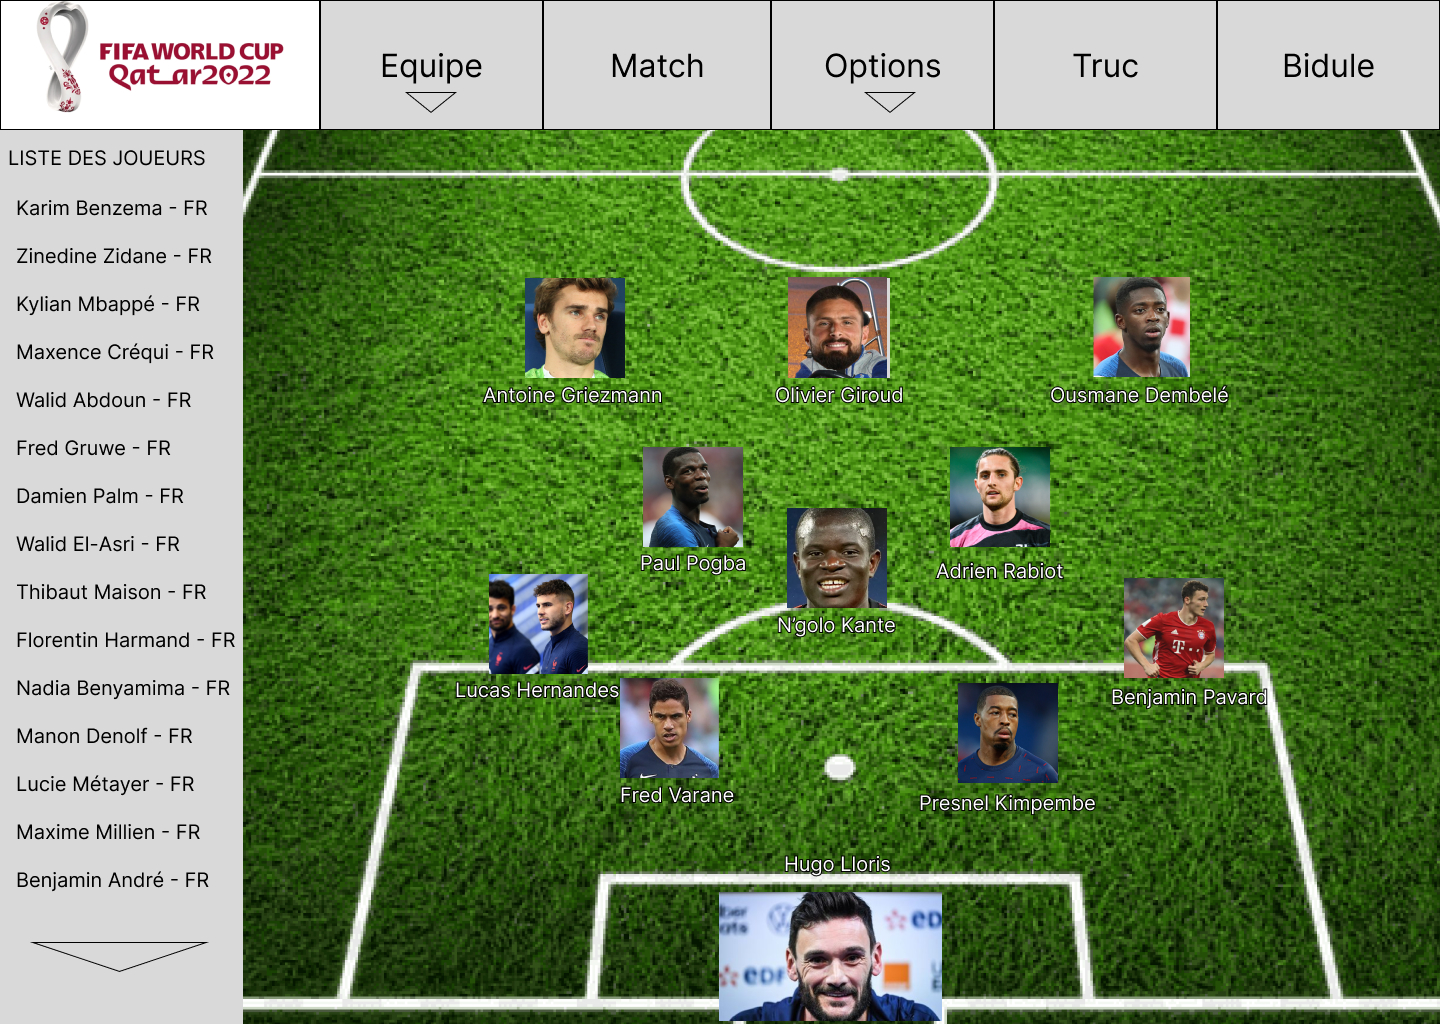 FIFA WORLD CUP
Qatar2022
Equipe
Match
Options
Truc
Bidule
LISTE DES JOUEURS
Karim Benzema - FR
Zinedine Zidane - FR
Kylian Mbappé - FR
Maxence Créqui - FR
Walid Abdoun - FR
Fred Gruwe - FR
Damien Palm - FR
Walid El-Asri - FR
Thibaut Maison - FR
Florentin Harmand - FR
Nadia Benyamima - FR
Manon Denolf - FR
Lucie Métayer - FR
Maxime Millien - FR
Benjamin André - FR
Antoine Griezmann
Olivier Giroud
Ousmane Dembelé
Paul Pogba
Adrien Rabiot
N'golo Kante
Lucas Hernandes
Benjamin Pavard
Fred Varane
Presnel Kimpembe
Hugo Lloris
eDF